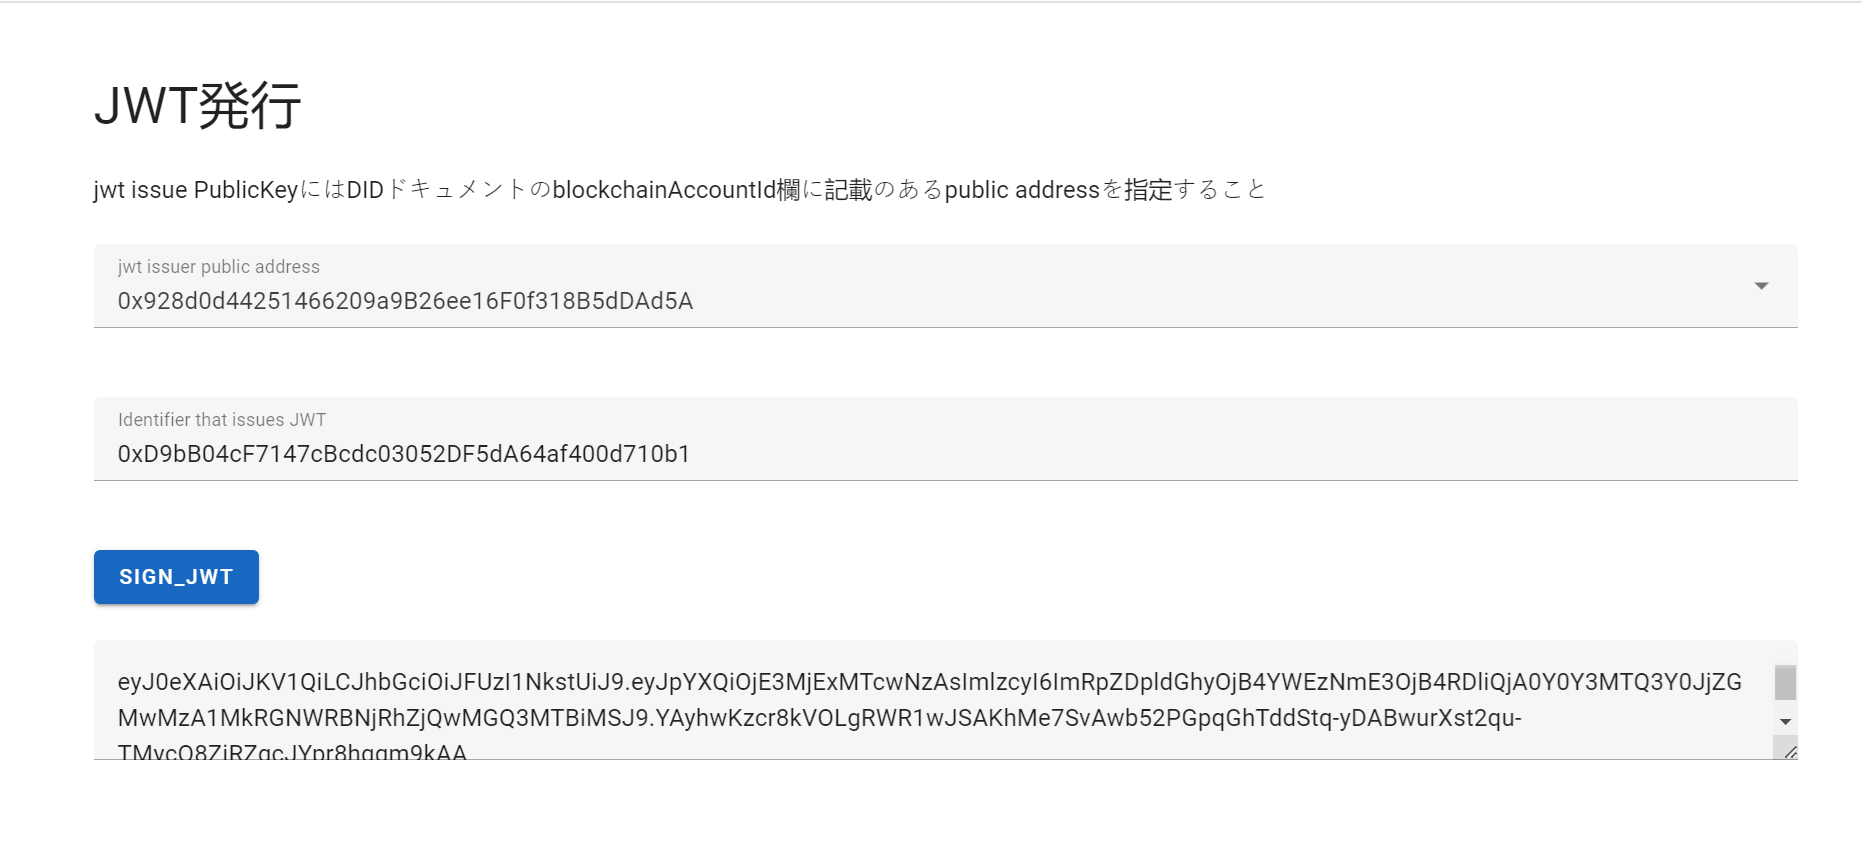 JWT発行
jwt issue PublicKeyにはDIDドキュメントのblockchainAccountId欄に記載のあるpublic addressを指定すること
jwt issuer public address
0x928d0d44251466209a9B26ee16F0f318B5dDAd5A
Identifier that issues JWT
0xD9bB04cF7147cBcdc03052DF5dA64af400d710b1
SIGN_JWT
eyJ0eXAiOiJKV1QiLCJhbGciOiJFUzI1NkstUiJ9.eyJpYXQiOjE3MjExMTcwNzAsImlzcyI6ImRpZDpldGhyOjB4YWEzNmE3OjB4RDliQjA0Y0Y3MTQ3Y0JjZG
MwMzA1MkRGNWRBNjRhZjQwMGQ3MTBiMSJ9.YAyhwKzcr8kVOLgRWR1wJSAKhMe7SvAwb52PGpqGhTddStq-yDABwurXst2qu-